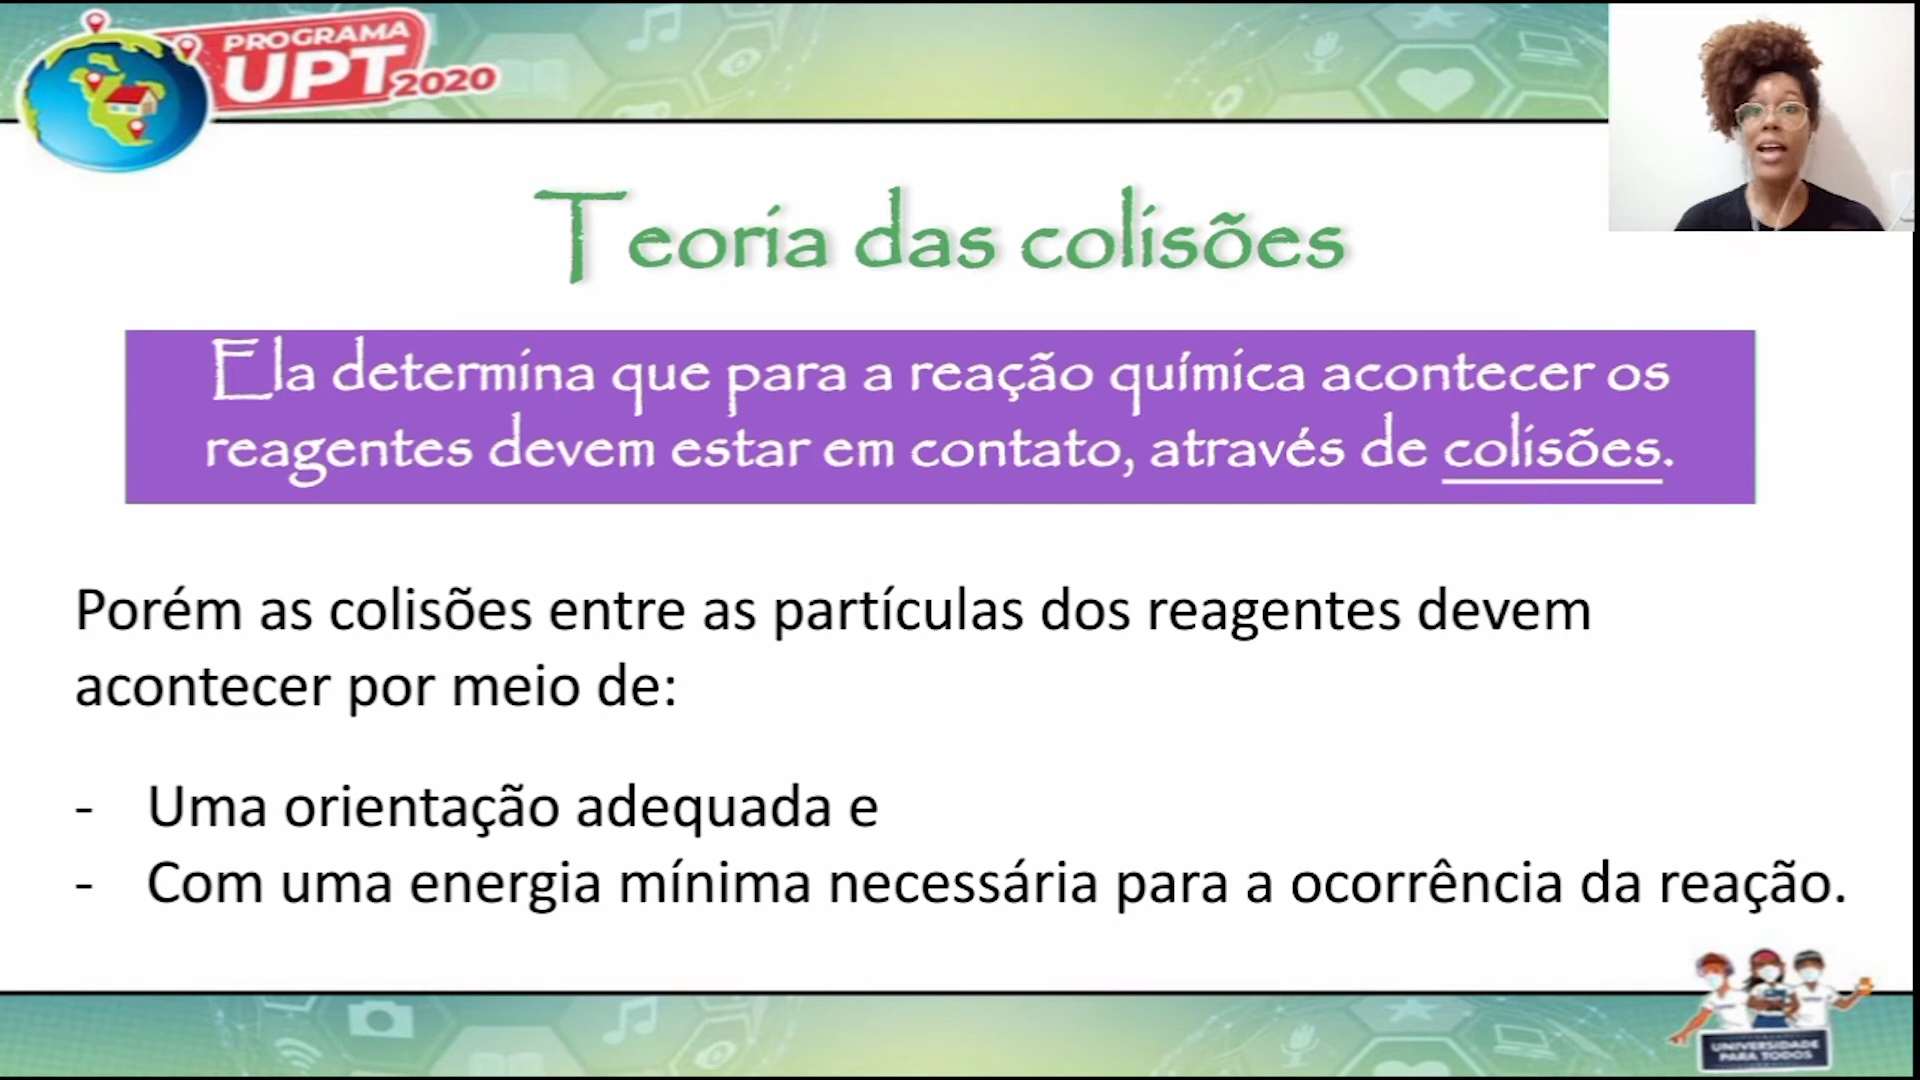 PROGRAMA
UPT 2020
Teoria das colisões
Ela determina que para a reação química acontecer os
reagentes devem estar em contato, através de colisões.
Porém as colisões entre as partículas dos reagentes devem
acontecer por meio de:
- Uma orientação adequada e
- Com uma energia mínima necessária para a ocorrência da reação.
UNIVERSIDADE
PARA TODOS